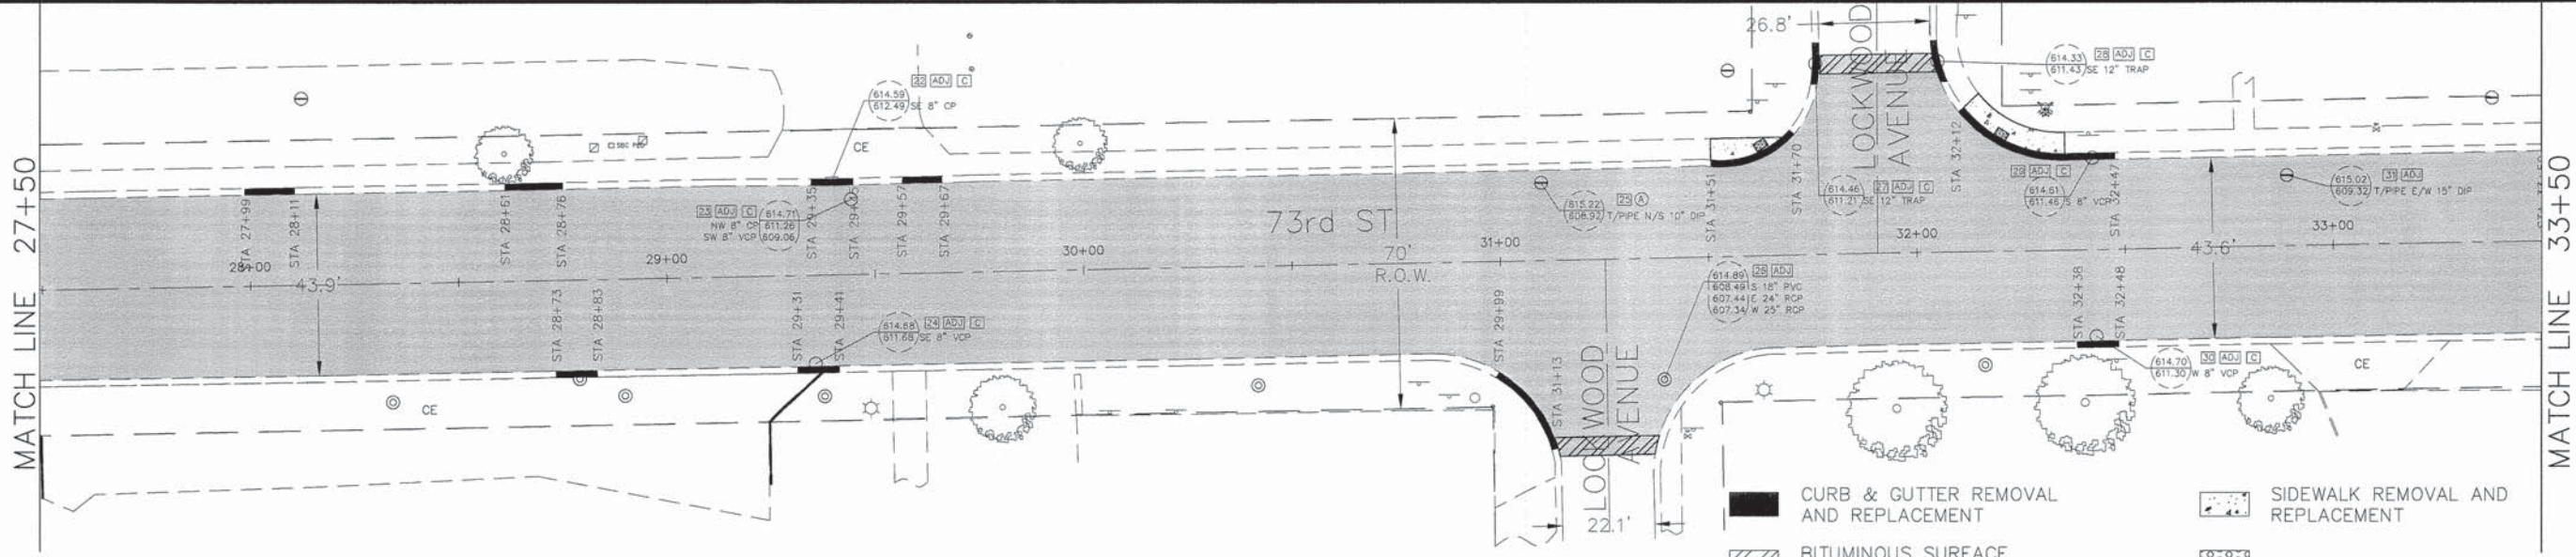 MATCH LINE 27+50
STA 27+99
STA 28+11
28+00
43.9'
STA 28+61
STA 28+76
STA 28+73
STA 28+83
CE
29+00
22 ADJ C
614.59
612.49 SE 8" CP
CE
23 ADJ C
614.71
NW 8" CP 611.26
SW 8" VCP 609.06
STA 29+35
STA 29+57
STA 29+67
STA 29+31
STA 29+41
24 ADJ C
614.68
611.68 SE 8" VCP
30+00
73rd ST
70'
R.O.W.
31+00
25 A
615.22
608.92 T/PIPE N/S 10" DIP
STA 29+99
STA 31+13
STA 31+51
STA 31+70
26.8'
LOCKWOOD
AVENUE
STA 32+12
614.46 27 ADJ C
611.21 SE 12" TRAP
614.89 26 ADJ
608.49 S 18" PVC
607.44 E 24" RCP
607.34 W 25" RCP
LOCKWOOD
AVENUE
22.1'
32+00
28 ADJ C
614.33
611.43 SE 12" TRAP
29 ADJ C
614.61
611.46 S 8" VCP
STA 32+47
STA 32+38
STA 32+48
43.6'
30 ADJ C
614.70
611.30 W 8" VCP
31 ADJ
615.02
609.32 T/PIPE E/W 15" DIP
33+00
CE
MATCH LINE 33+50
CURB & GUTTER REMOVAL
AND REPLACEMENT
SIDEWALK REMOVAL AND
REPLACEMENT
BITUMINOUS SURFACE